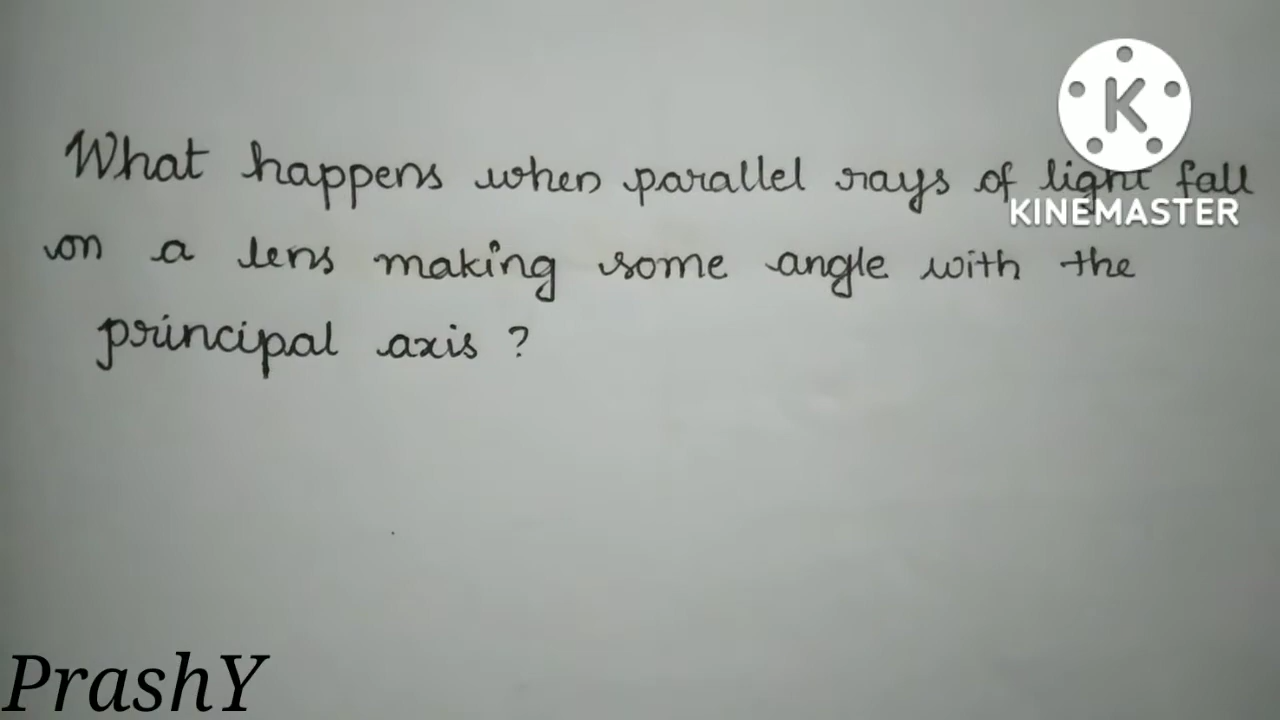 What happens when parallel rays of light fall
on a lens making some angle with the
principal axis ?
K
KINEMASTER
PrashY